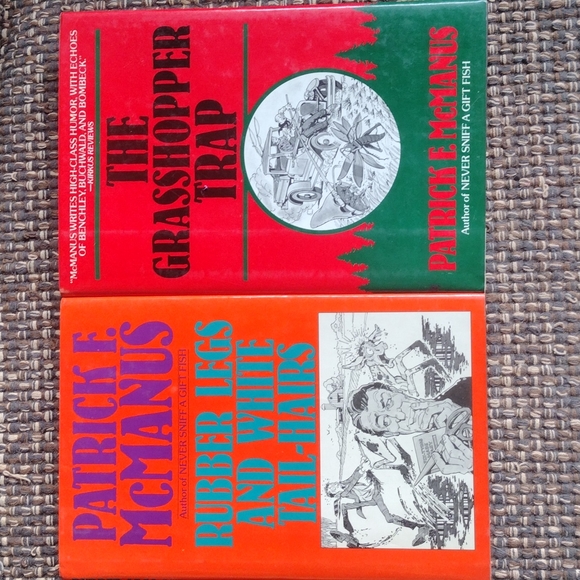 "McMANUS WRITES HIGH-CLASS HUMOR, WITH ECHOES
OF BENCHLEY, BUCHWALD, AND BOMBECK."
—KIRKUS REVIEWS
THE
GRASSHOPPER
TRAP
PATRICK F. McMANUS
Author of NEVER SNIFF A GIFT FISH
PATRICK F.
McMANUS
Author of NEVER SNIFF A GIFT FISH
RUBBER LEGS
AND WHITE
TAIL-HAIRS